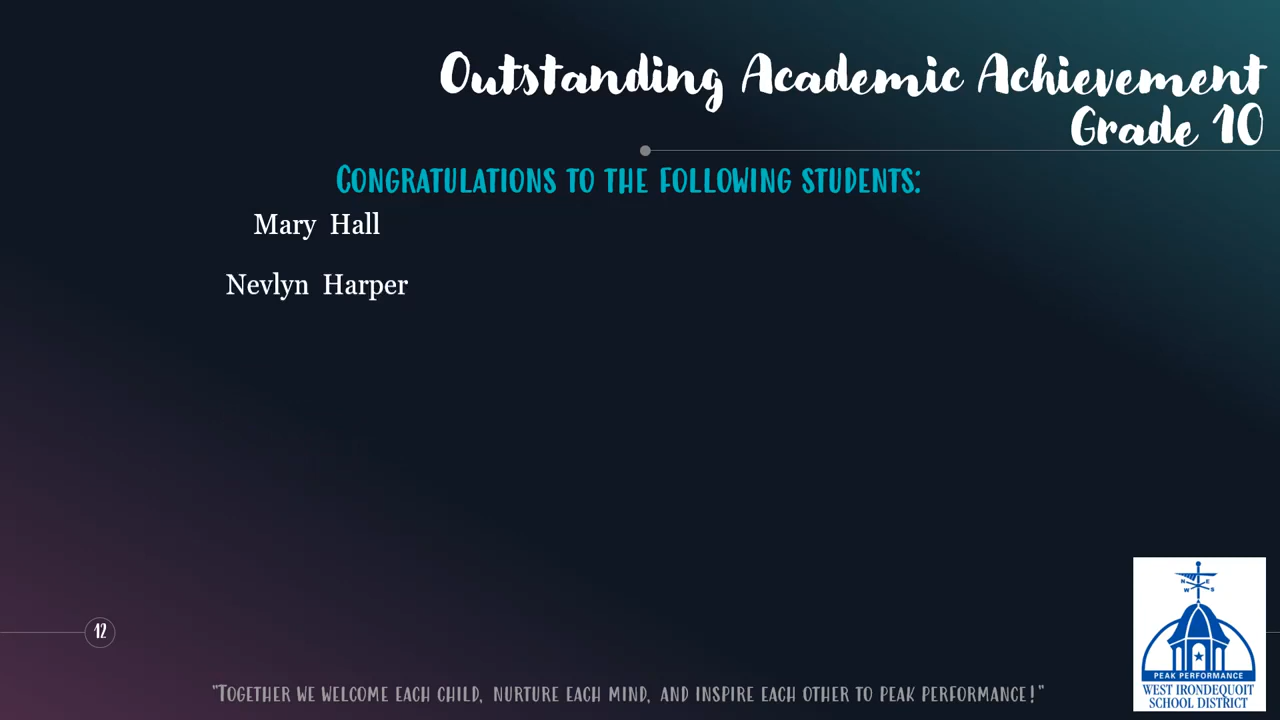 Outstanding Academic Achievement
Grade 10
Congratulations to the following students:
Mary Hall
Nevlyn Harper
12
"Together we welcome each child, nurture each mind, and inspire each other to peak performance!"
N E
W S
PEAK PERFORMANCE
WEST IRONDEQUOIT
SCHOOL DISTRICT